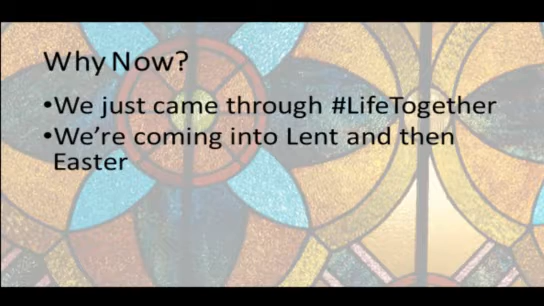 Why Now?
•We just came through #LifeTogether
•We're coming into Lent and then
Easter